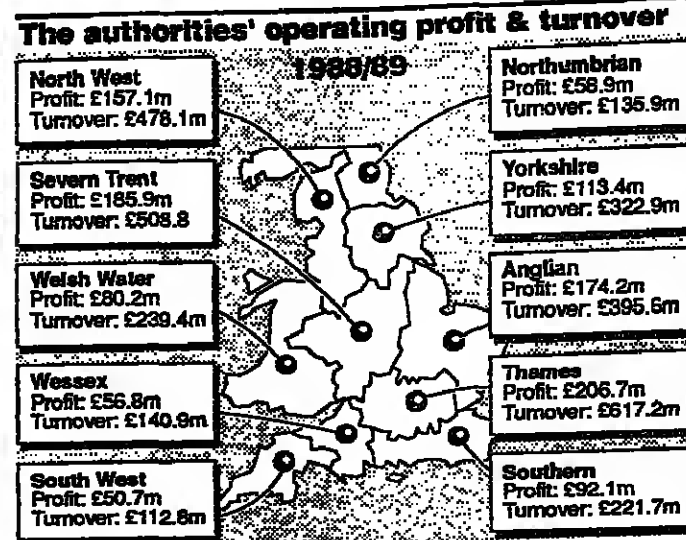 The authorities' operating profit & turnover
1988/89
North West
Profit: £157.1m
Turnover: £478.1m
Severn Trent
Profit: £185.9m
Turnover: £508.8
Welsh Water
Profit: £80.2m
Turnover: £239.4m
Wessex
Profit: £56.8m
Turnover: £140.9m
South West
Profit: £50.7m
Turnover: £112.8m
Northumbrian
Profit: £58.9m
Turnover: £135.9m
Yorkshire
Profit: £113.4m
Turnover: £322.9m
Anglian
Profit: £174.2m
Turnover: £395.6m
Thames
Profit: £206.7m
Turnover: £617.2m
Southern
Profit: £92.1m
Turnover: £221.7m